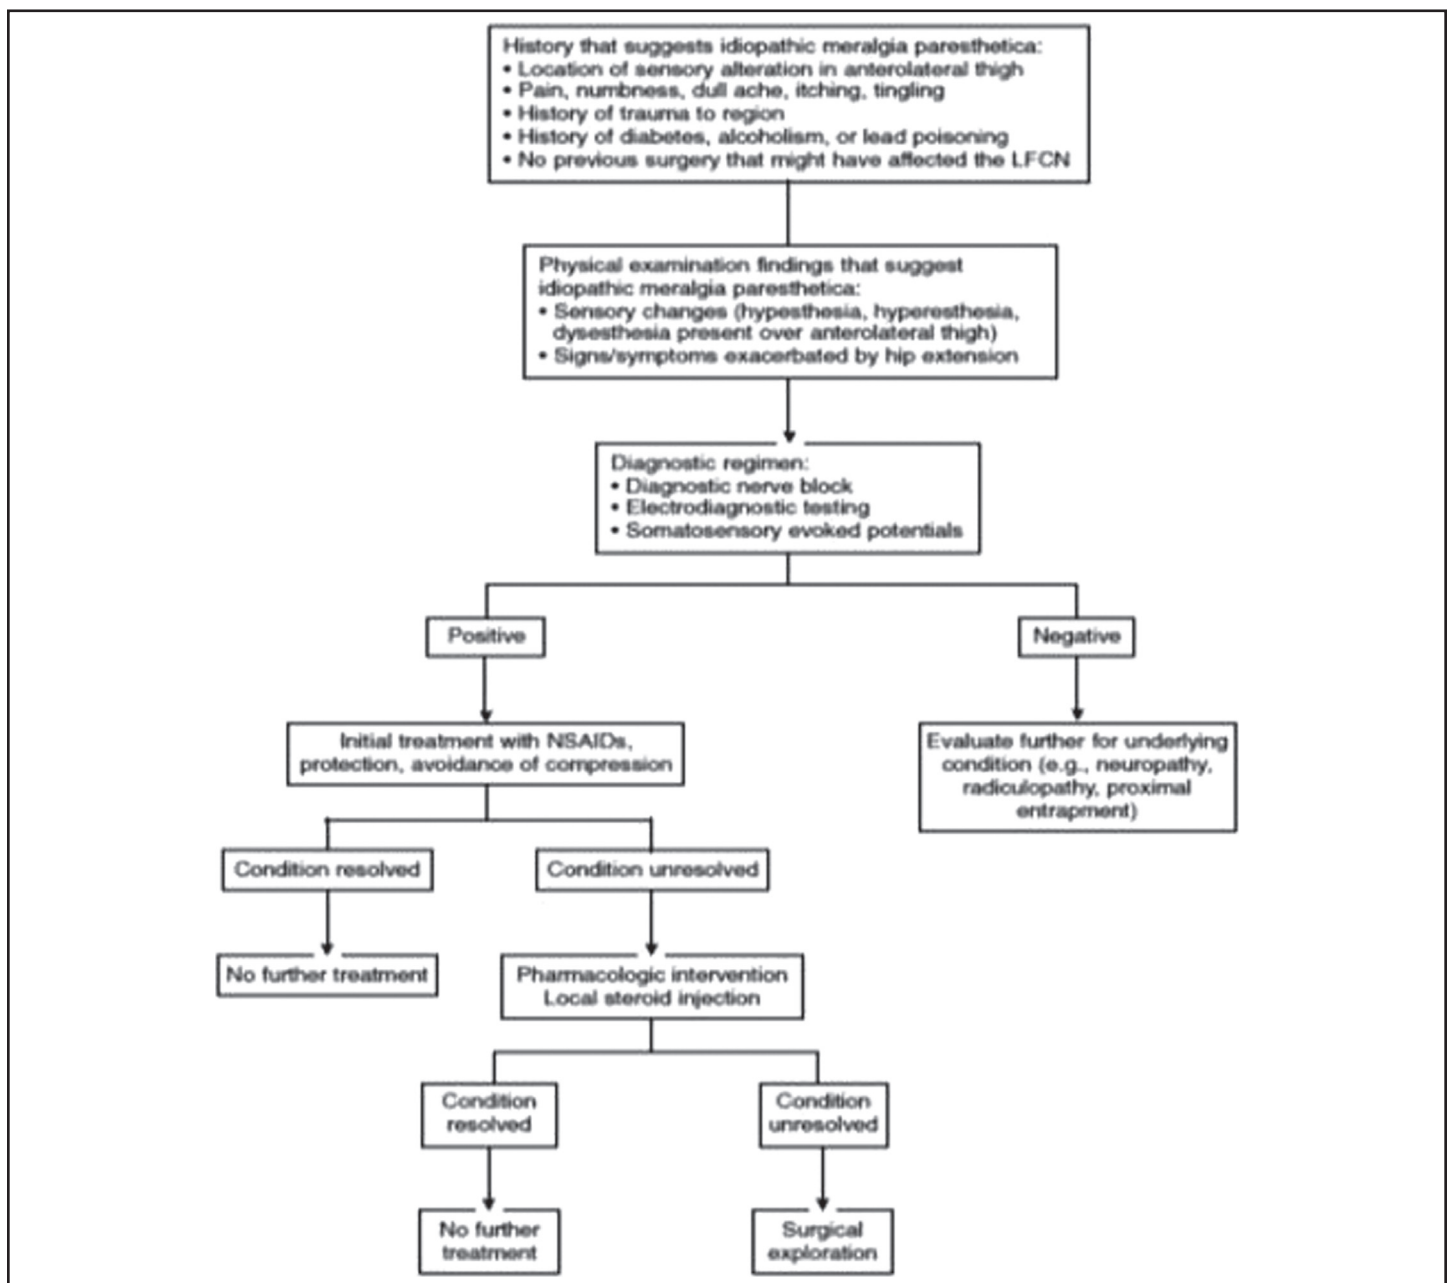 History that suggests idiopathic meralgia paresthetica:
• Location of sensory alteration in anterolateral thigh
• Pain, numbness, dull ache, itching, tingling
• History of trauma to region
• History of diabetes, alcoholism, or lead poisoning
• No previous surgery that might have affected the LFCN
Physical examination findings that suggest
idiopathic meralgia paresthetica:
• Sensory changes (hypesthesia, hyperesthesia,
dysesthesia present over anterolateral thigh)
• Signs/symptoms exacerbated by hip extension
Diagnostic regimen:
• Diagnostic nerve block
• Electrodiagnostic testing
• Somatosensory evoked potentials
Positive
Negative
Initial treatment with NSAIDs,
protection, avoidance of compression
Evaluate further for underlying
condition (e.g., neuropathy,
radiculopathy, proximal
entrapment)
Condition resolved
Condition unresolved
No further treatment
Pharmacologic intervention
Local steroid injection
Condition
resolved
Condition
unresolved
No further
treatment
Surgical
exploration